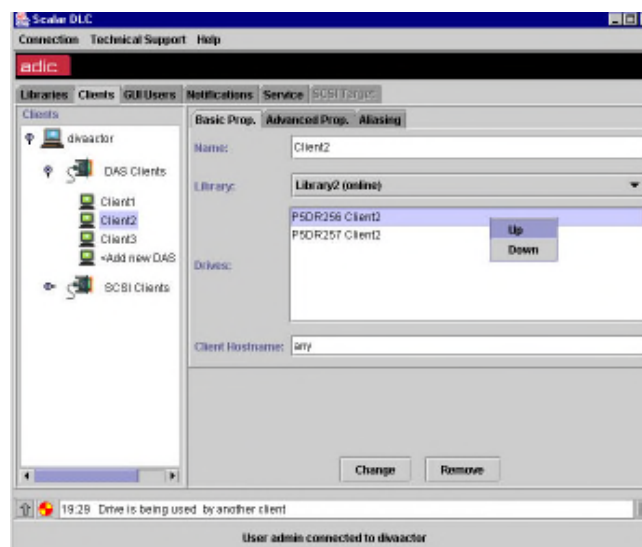 Scalar DLC
Connection Technical Support Help
adic
Libraries Clients GUI Users Notifications Service SCSI Target
Clients
divaactor
DAS Clients
Client1
Client2
Client3
<Add new DAS
SCSI Clients
Basic Prop. Advanced Prop. Aliasing
Name: Client2
Library: Library2 (online)
Drives:
P5DR256 Client2
P5DR257 Client2
Up
Down
Client Hostname: any
Change Remove
19:29 Drive is being used by another client
User admin connected to divaactor